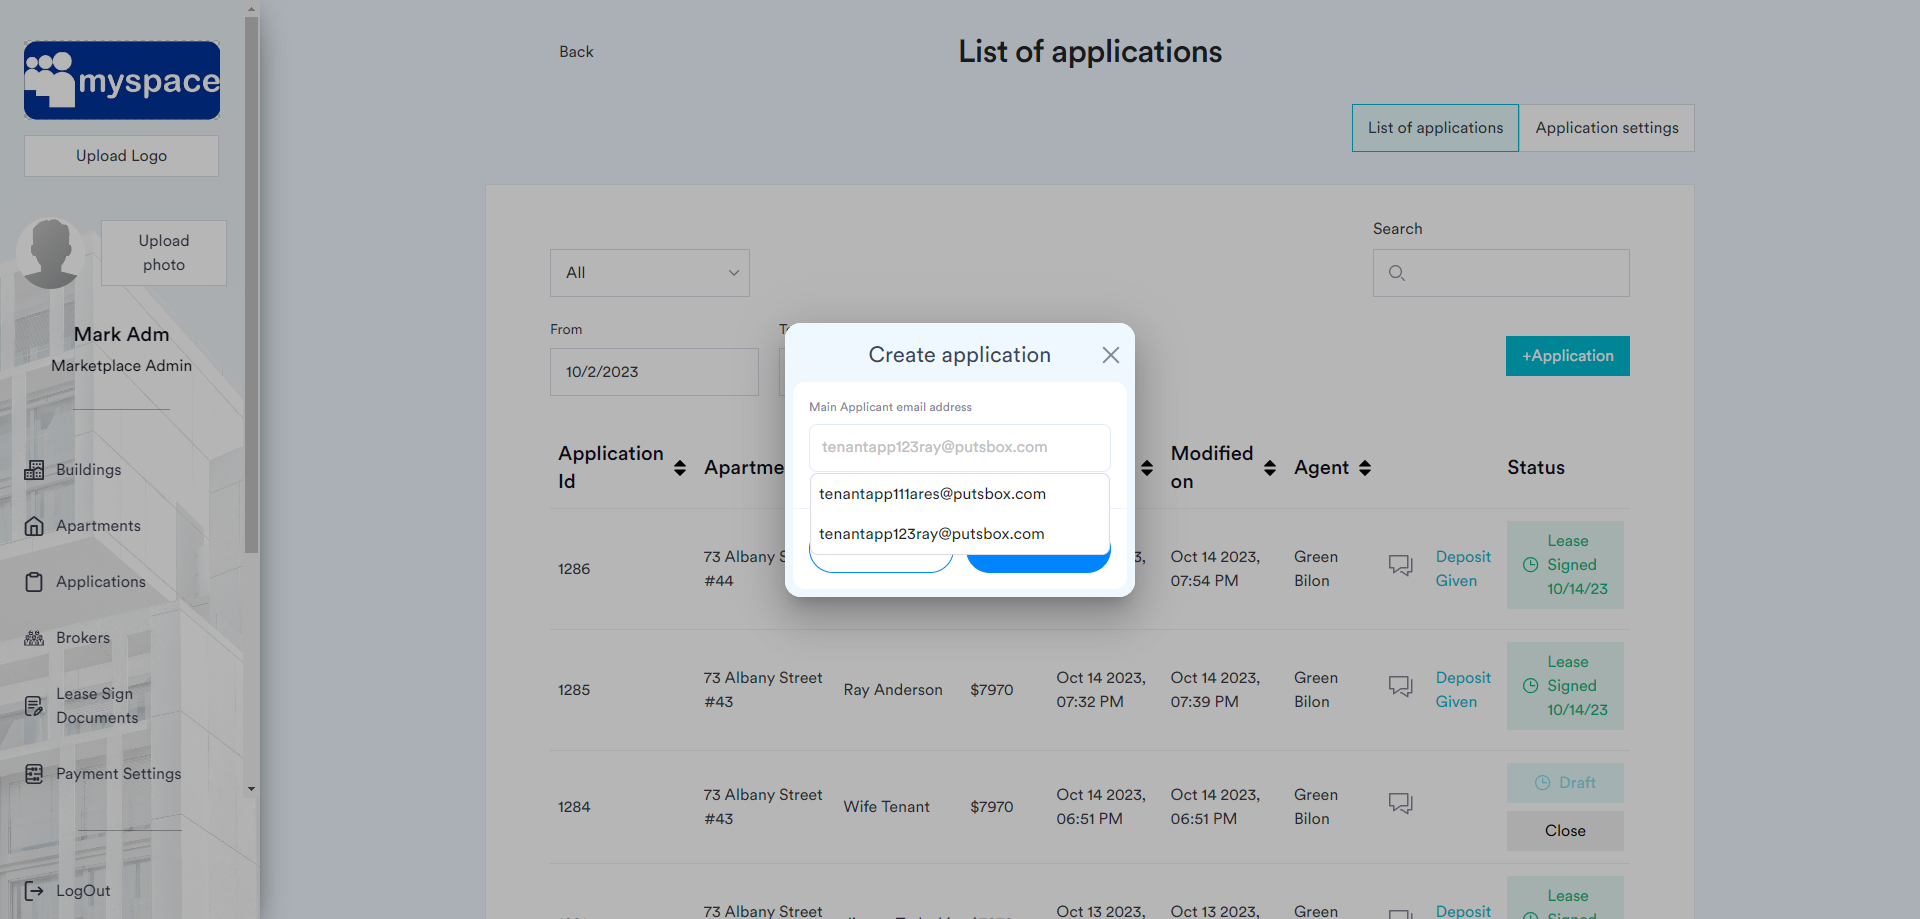 myspace
Upload Logo
Upload
photo
Mark Adm
Marketplace Admin
Buildings
Apartments
Applications
Brokers
Lease Sign
Documents
Payment Settings
LogOut
Back
List of applications
List of applications
Application settings
All
Search
From
10/2/2023
+Application
Create application
Main Applicant email address
tenantapp123ray@putsbox.com
tenantapp111ares@putsbox.com
tenantapp123ray@putsbox.com
Application
Id
Modified
on
Agent
Status
1286
73 Albany
#44
Oct 14 2023,
07:54 PM
Green
Bilon
Deposit
Given
Lease
Signed
10/14/23
1285
73 Albany Street
#43
Ray Anderson
$7970
Oct 14 2023,
07:32 PM
Oct 14 2023,
07:39 PM
Green
Bilon
Deposit
Given
Lease
Signed
10/14/23
1284
73 Albany Street
#43
Wife Tenant
$7970
Oct 14 2023,
06:51 PM
Oct 14 2023,
06:51 PM
Green
Bilon
Draft
Close
73 Albany Street
Oct 13 2023,
Oct 13 2023,
Green
Deposit
Lease
Signed